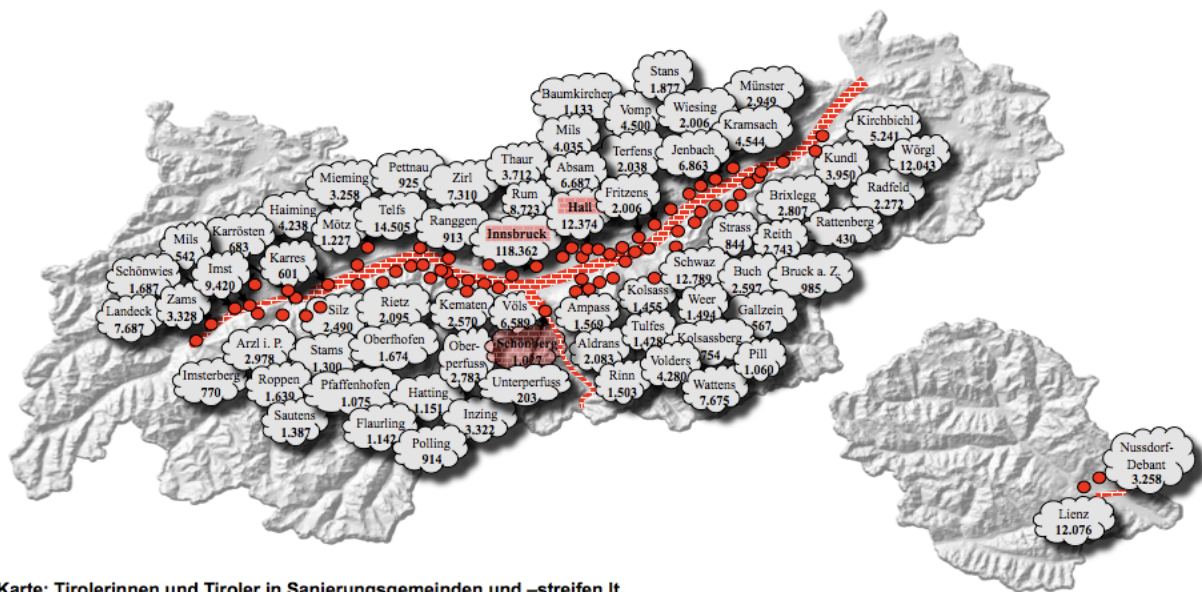 Stans
1.877
Baumkirchen
1.133
Vomp
4.500
Wiesing
2.006
Münster
2.949
Mils
4.035
Kramsach
4.544
Kirchbichl
5.241
Terfens
2.038
Jenbach
6.863
Wörgl
12.043
Kundl
3.950
Thaur
3.712
Absam
6.687
Pettnau
925
Zirl
7.310
Mieming
3.258
Rum
8.723
Fritzens
2.006
Radfeld
2.272
Brixlegg
2.807
Hall
12.374
Haiming
4.238
Telfs
14.505
Ranggen
913
Mötz
1.227
Innsbruck
118.362
Rattenberg
430
Strass
844
Reith
2.743
Karrösten
683
Mils
542
Karres
601
Imst
9.420
Schönwies
1.687
Zams
3.328
Landeck
7.687
Schwaz
12.789
Buch
2.597
Bruck a. Z.
985
Kolsass
1.455
Weer
1.494
Gallzein
567
Silz
2.490
Rietz
2.095
Kematen
2.570
Völs
6.589
Ampass
1.569
Tulfes
1.428
Kolsassberg
754
Pill
1.060
Arzl i. P.
2.978
Stams
1.300
Oberhofen
1.674
Ober-
perfuss
2.783
Schönberg
1.027
Aldrans
2.083
Volders
4.280
Imsterberg
770
Roppen
1.639
Pfaffenhofen
1.075
Hatting
1.151
Unterperfuss
203
Rinn
1.503
Wattens
7.675
Sautens
1.387
Flaurling
1.142
Inzing
3.322
Polling
914
Nussdorf-
Debant
3.258
Lienz
12.076
Karte: Tirolerinnen und Tiroler in Sanierungsgemeinden und –streifen lt.